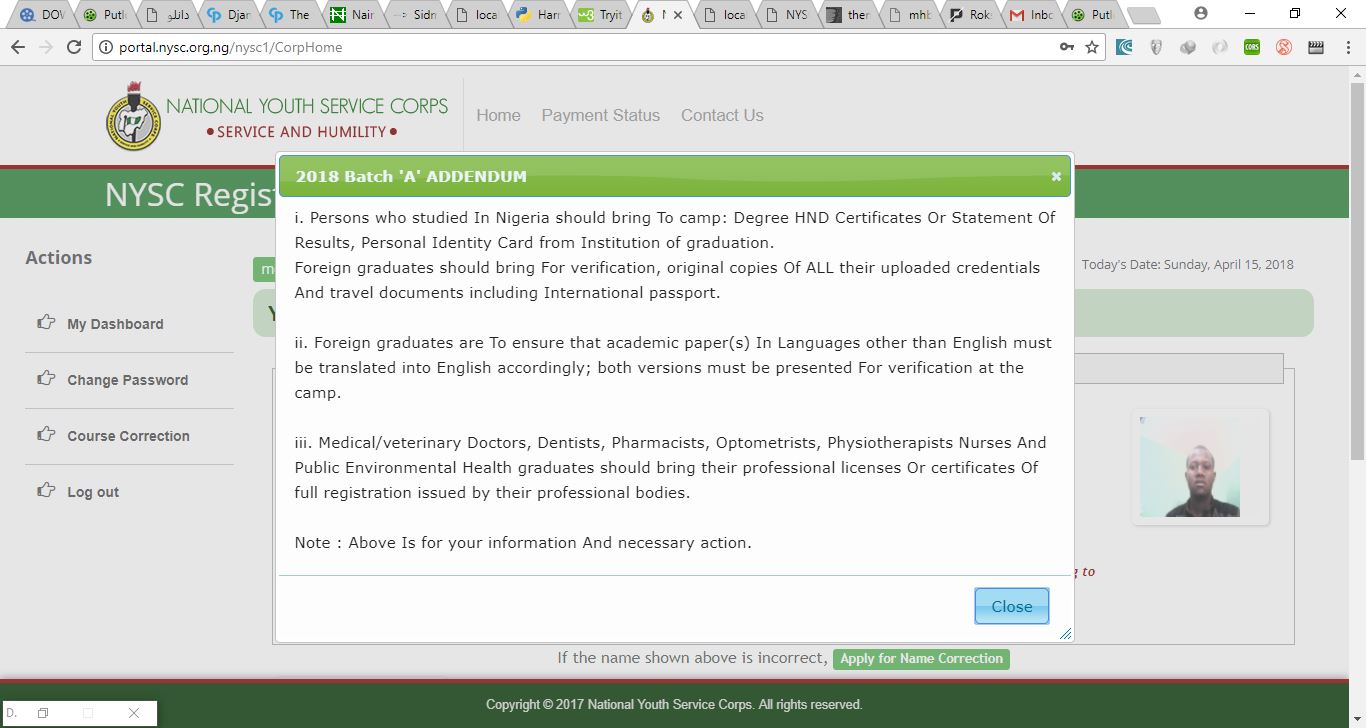 DOV
Putl
دانلو
Djar
The
Nair
Sidn
loca
Harr
Tryit
loca
NYS
ther
mhl
Rok
Inbo
Putl
portal.nysc.org.ng/nysc1/CorpHome
CORS
NATIONAL YOUTH SERVICE CORPS
•SERVICE AND HUMILITY•
Home Payment Status Contact Us
NYSC Regis
2018 Batch 'A' ADDENDUM
i. Persons who studied In Nigeria should bring To camp: Degree HND Certificates Or Statement Of
Results, Personal Identity Card from Institution of graduation.
Foreign graduates should bring For verification, original copies Of ALL their uploaded credentials
And travel documents including International passport.
ii. Foreign graduates are To ensure that academic paper(s) In Languages other than English must
be translated into English accordingly; both versions must be presented For verification at the
camp.
iii. Medical/veterinary Doctors, Dentists, Pharmacists, Optometrists, Physiotherapists Nurses And
Public Environmental Health graduates should bring their professional licenses Or certificates Of
full registration issued by their professional bodies.
Note : Above Is for your information And necessary action.
Close
Actions
My Dashboard
Change Password
Course Correction
Log out
Today's Date: Sunday, April 15, 2018
to
If the name shown above is incorrect, Apply for Name Correction
Copyright © 2017 National Youth Service Corps. All rights reserved.
D.